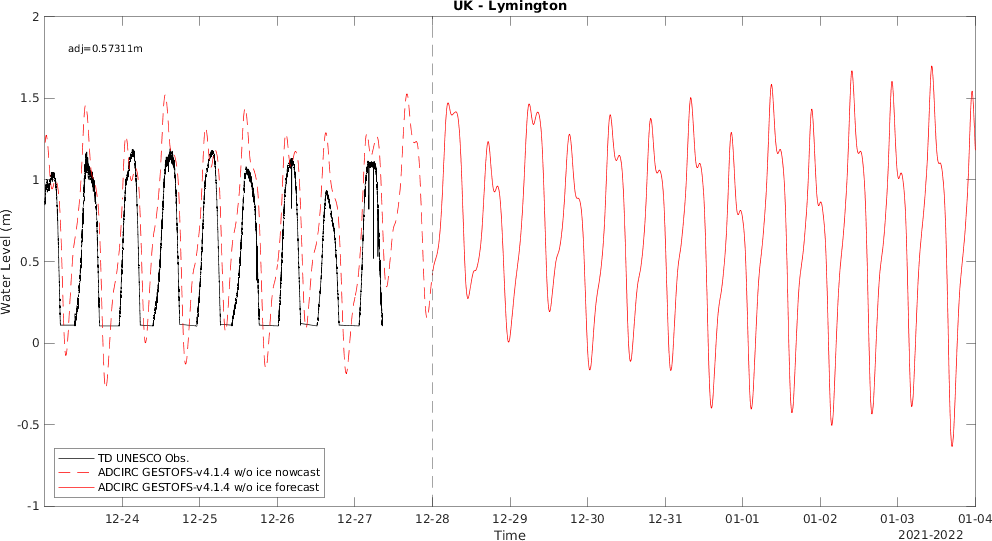 UK - Lymington
adj=0.57311m
2
1.5
1
0.5
0
-0.5
-1
Water Level (m)
TD UNESCO Obs.
ADCIRC GESTOFS-v4.1.4 w/o ice nowcast
ADCIRC GESTOFS-v4.1.4 w/o ice forecast
12-24 12-25 12-26 12-27 12-28 12-29 12-30 12-31 01-01 01-02 01-03 01-04
Time
2021-2022